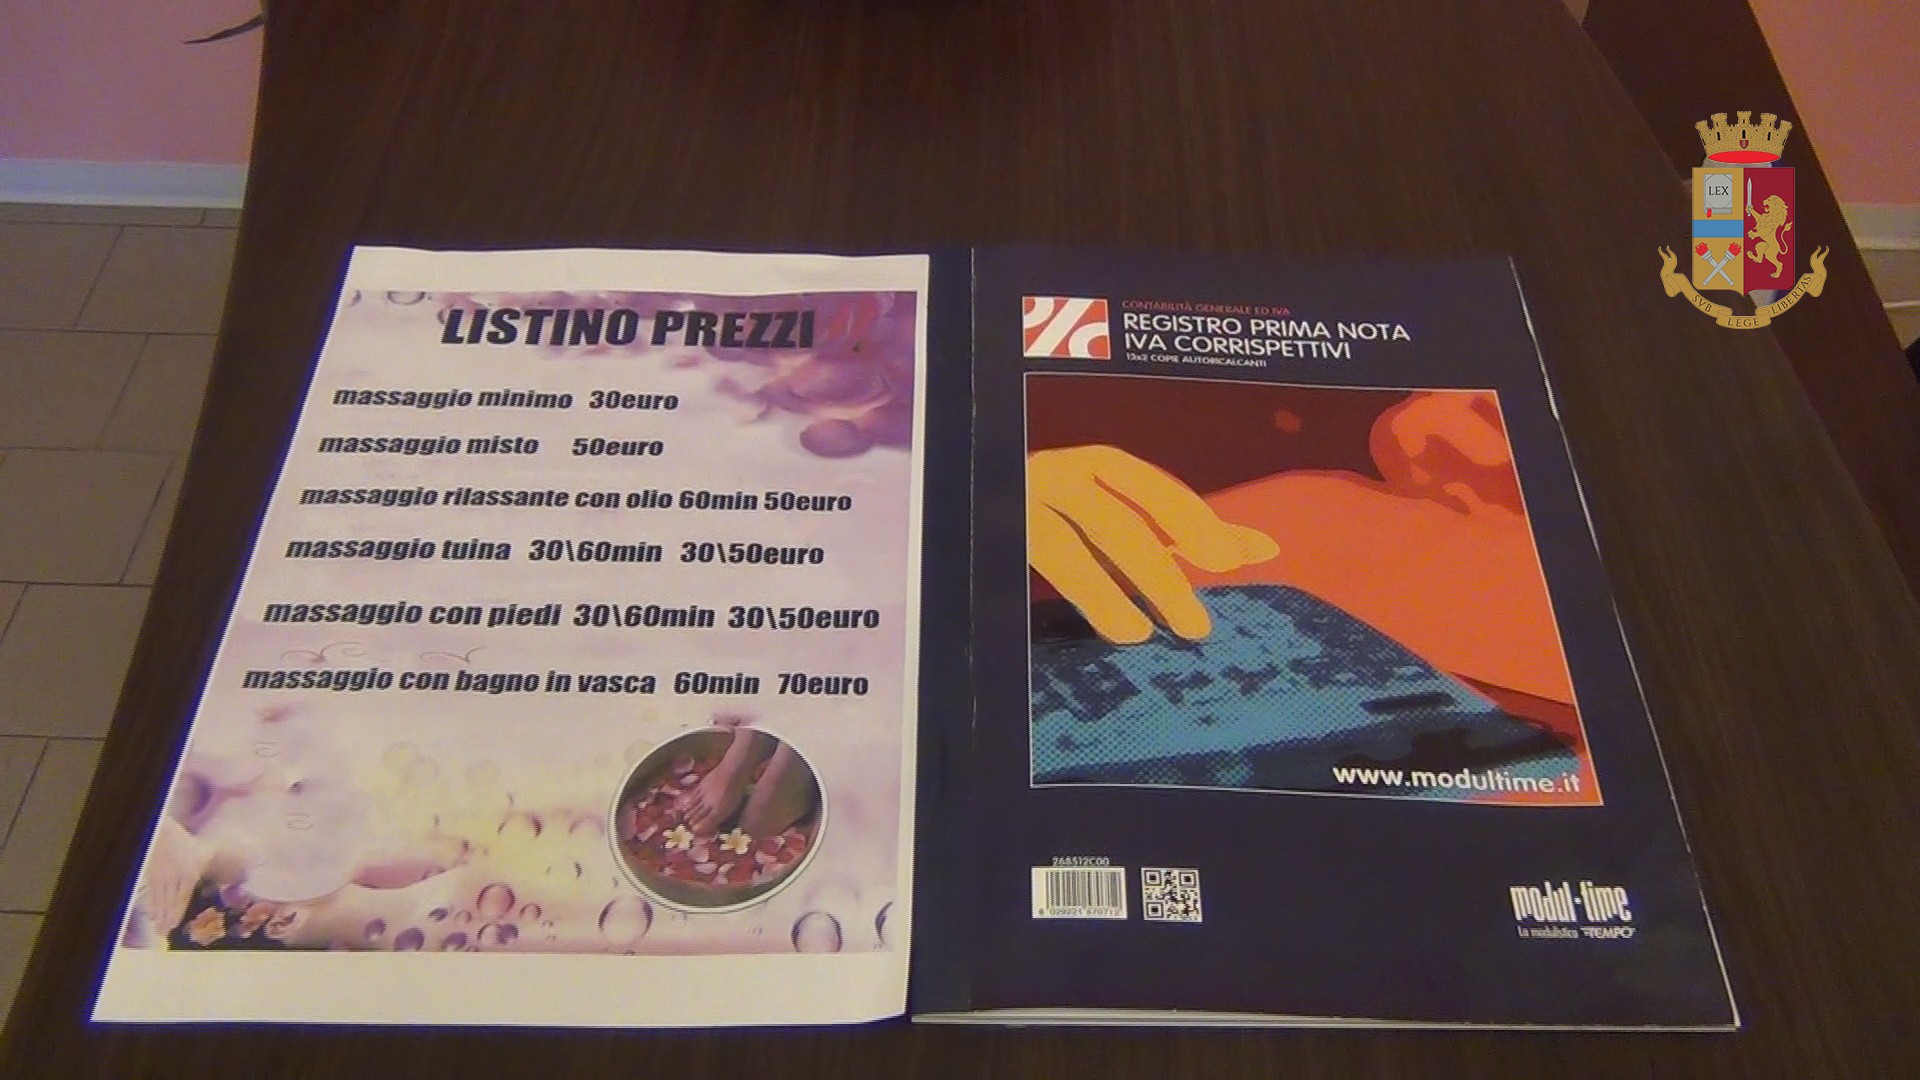 LISTINO PREZZI
massaggio minimo 30euro
massaggio misto 50euro
massaggio rilassante con olio 60min 50euro
massaggio tuina 30\60min 30\50euro
massaggio con piedi 30\60min 30\50euro
massaggio con bagno in vasca 60min 70euro
CONTABILITÀ GENERALE ED IVA
REGISTRO PRIMA NOTA
IVA CORRISPETTIVI
12x2 COPIE AUTORICALCANTI
www.modultime.it
268512C00
modul·time
La modulistica TEMPO
LEX
SVB LEGE LIBERTAS